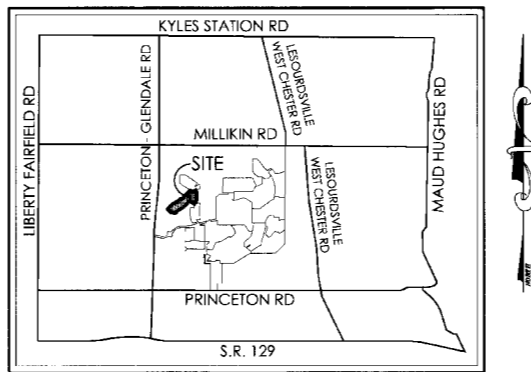 KYLES STATION RD
LIBERTY FAIRFIELD RD
PRINCETON - GLENDALE RD
LESOURDSVILLE
WEST CHESTER RD
MAUD HUGHES RD
MILLIKIN RD
SITE
LESOURDSVILLE
WEST CHESTER RD
PRINCETON RD
S.R. 129